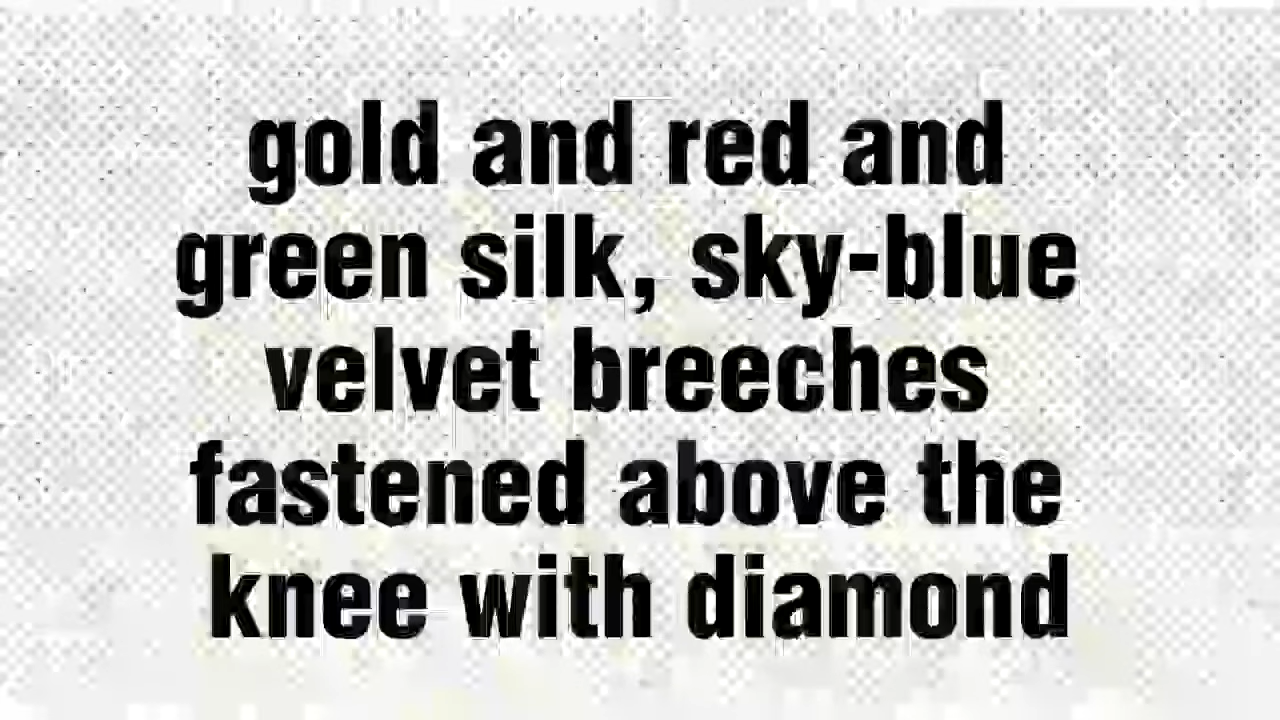 gold and red and
green silk, sky-blue
velvet breeches
fastened above the
knee with diamond